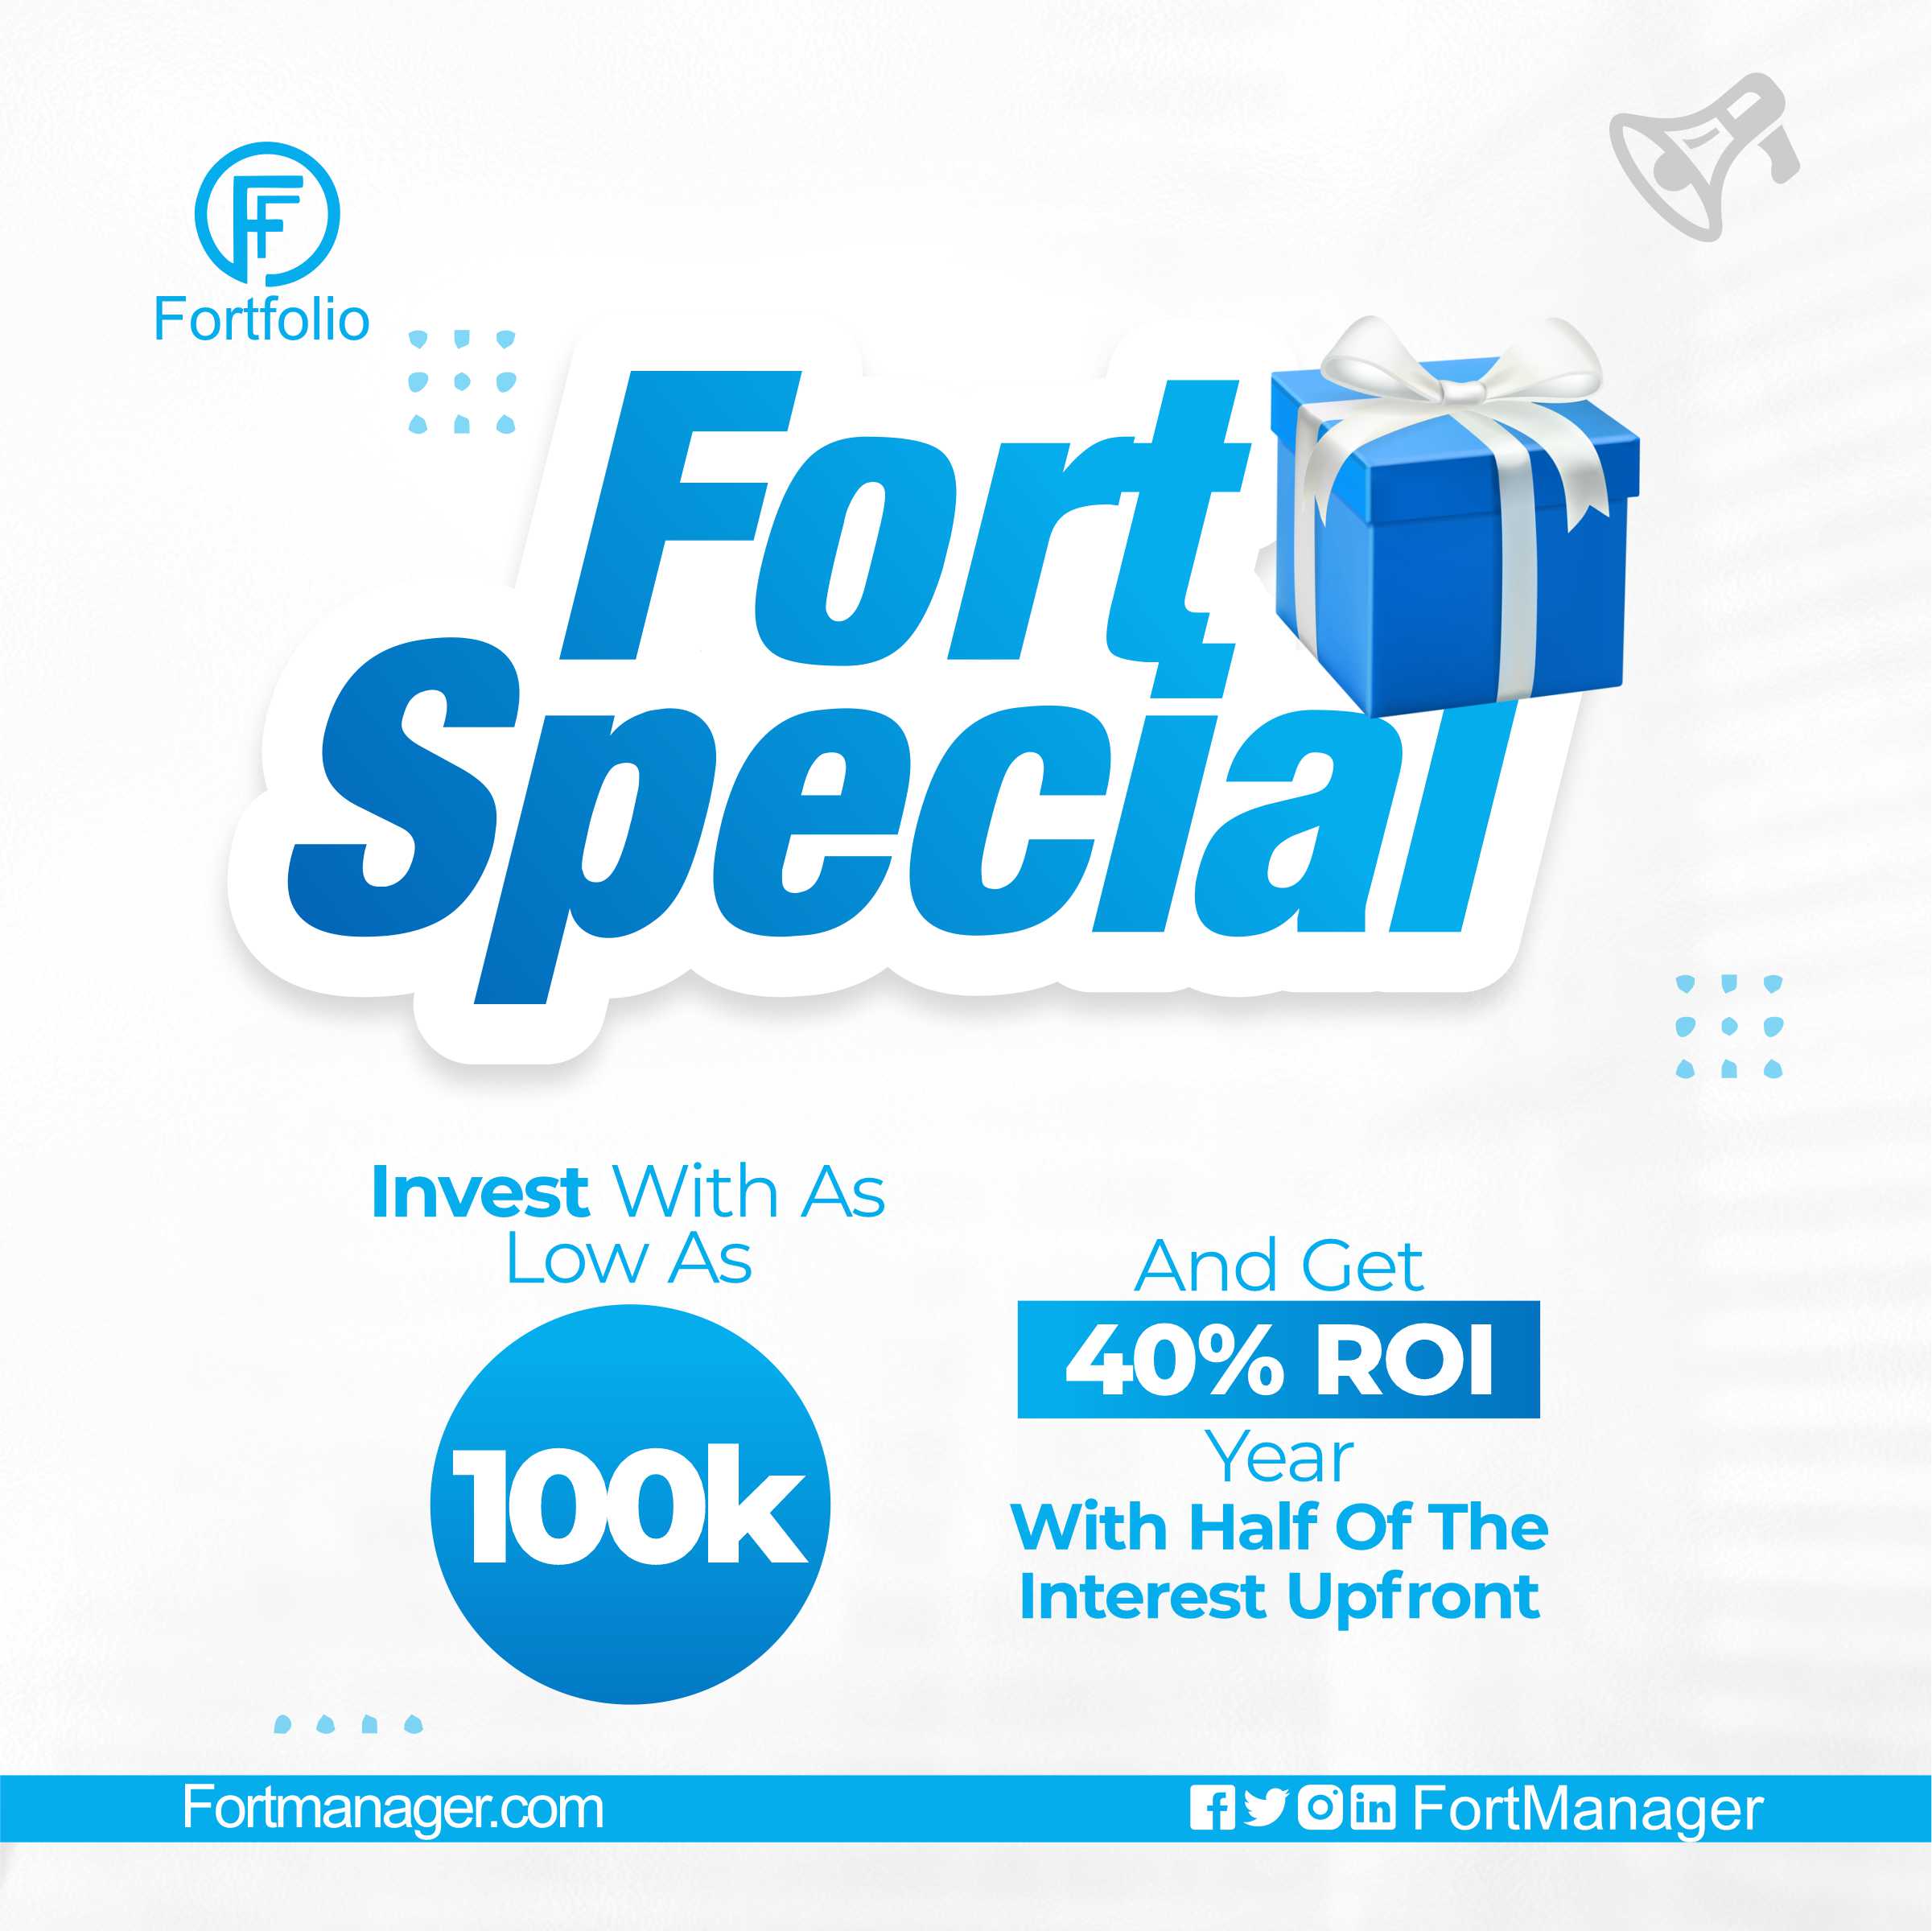 Fortfolio
Fort
Special
Invest With As
Low As
100k
And Get
40% ROI
Year
With Half Of The
Interest Upfront
Fortmanager.com
FortManager